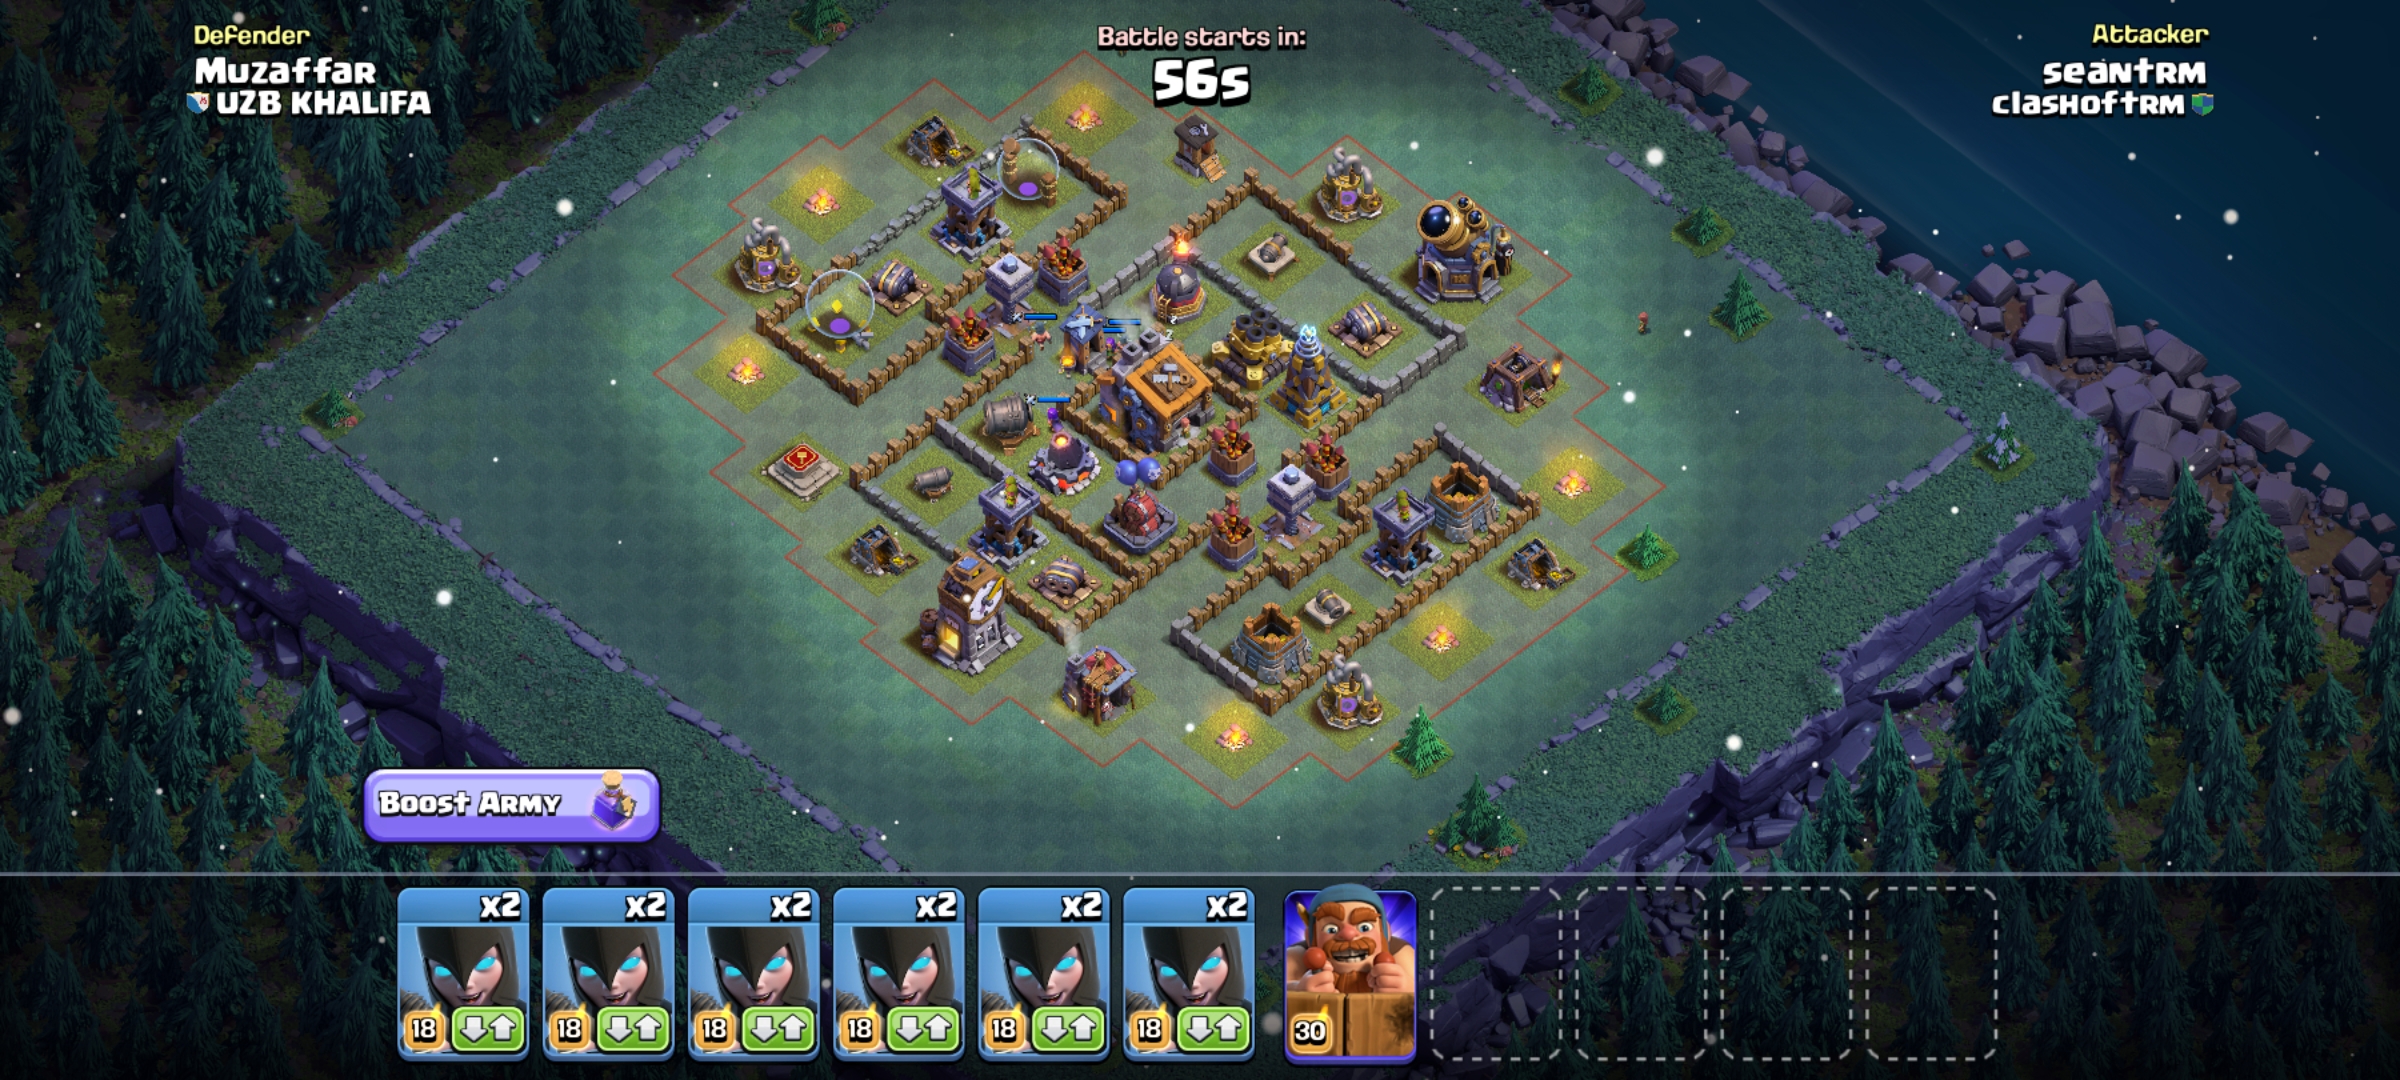 Defender
Muzaffar
UZB KHALIFA
Battle starts in:
56s
Attacker
seantRM
clashoftRM
Boost Army
x2
x2
x2
x2
x2
x2
18
18
18
18
18
18
30